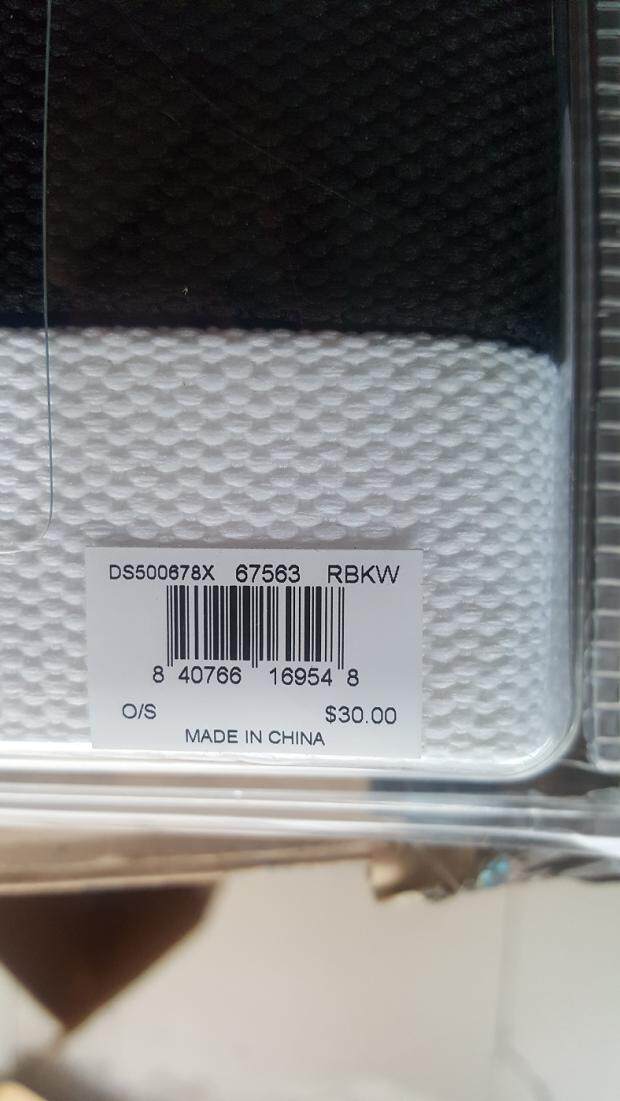 DS500678X 67563 RBKW
8 40766 16954 8
O/S $30.00
MADE IN CHINA